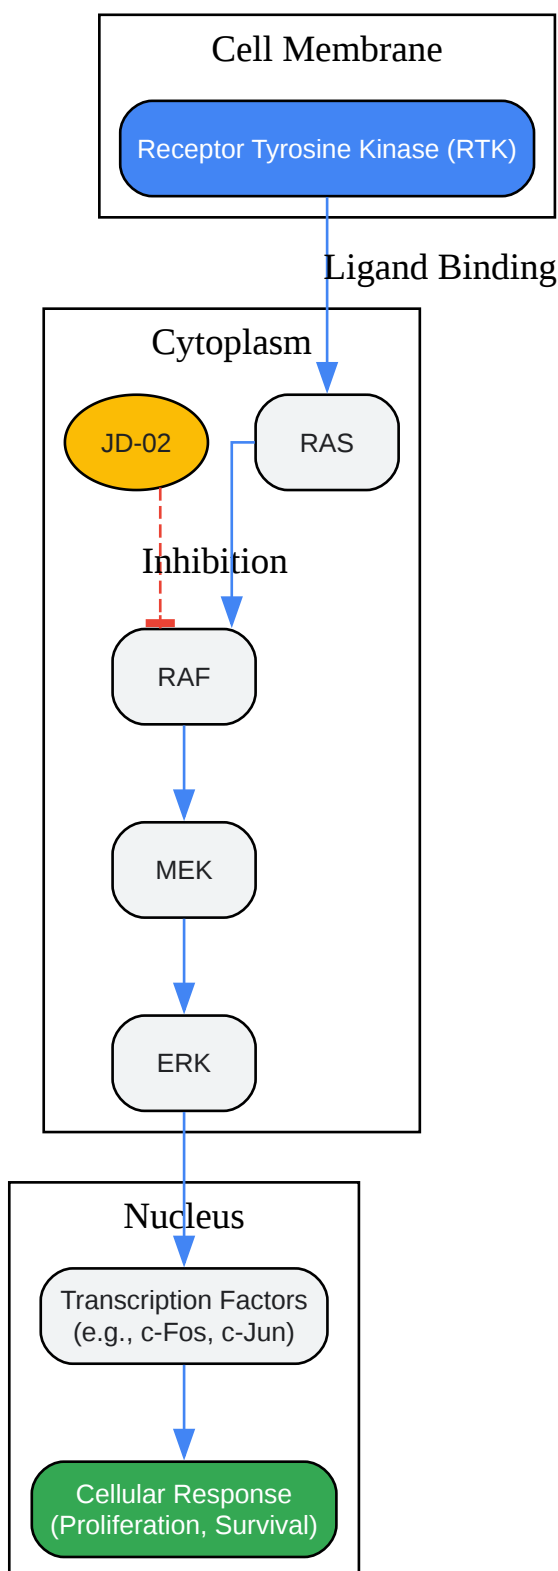 Cell Membrane
Receptor Tyrosine Kinase (RTK)
Ligand Binding
Cytoplasm
JD-02
RAS
Inhibition
RAF
MEK
ERK
Nucleus
Transcription Factors
(e.g., c-Fos, c-Jun)
Cellular Response
(Proliferation, Survival)